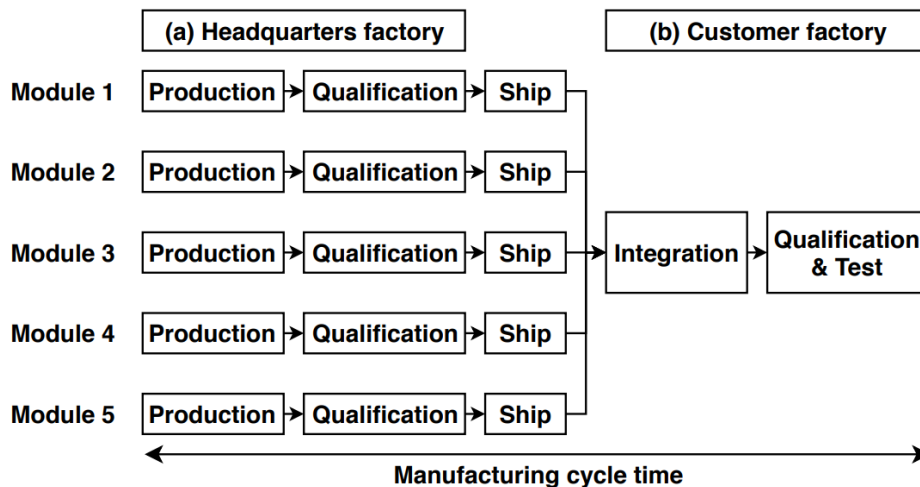 (a) Headquarters factory (b) Customer factory
Module 1 Production Qualification Ship
Module 2 Production Qualification Ship
Module 3 Production Qualification Ship Integration Qualification
& Test
Module 4 Production Qualification Ship
Module 5 Production Qualification Ship
Manufacturing cycle time